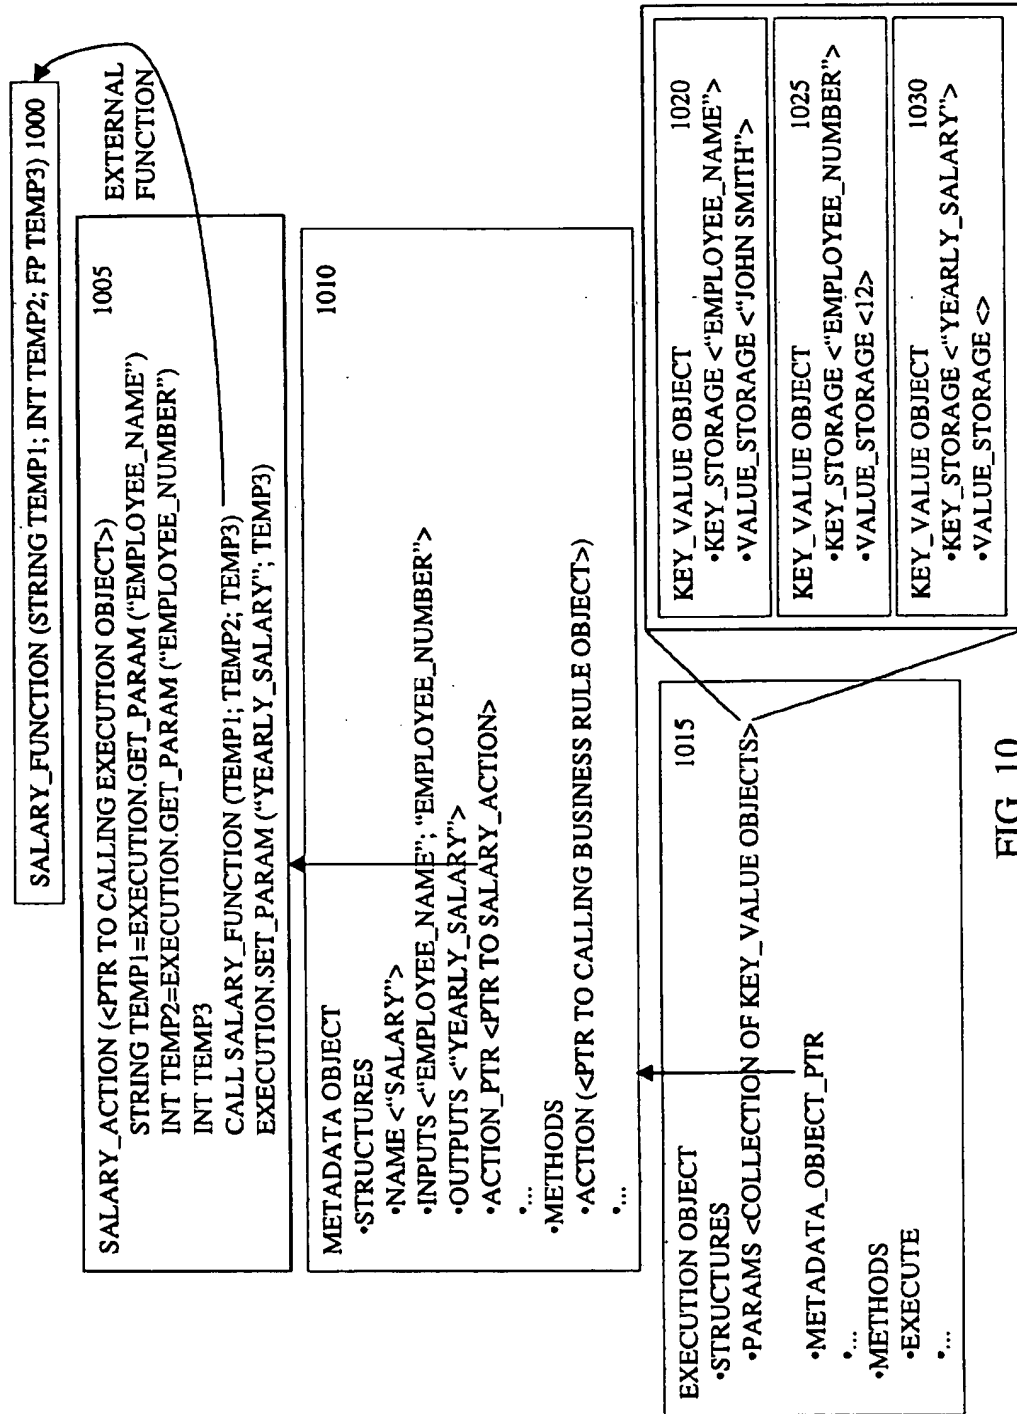 SALARY_FUNCTION (STRING TEMP1; INT TEMP2; FP TEMP3) 1000
EXTERNAL
FUNCTION
SALARY_ACTION (<PTR TO CALLING EXECUTION OBJECT>) 1005
STRING TEMP1=EXECUTION.GET_PARAM (“EMPLOYEE_NAME”)
INT TEMP2=EXECUTION.GET_PARAM (“EMPLOYEE_NUMBER”)
INT TEMP3
CALL SALARY_FUNCTION (TEMP1; TEMP2; TEMP3)
EXECUTION.SET_PARAM (“YEARLY_SALARY”; TEMP3)
METADATA OBJECT 1010
•STRUCTURES
•NAME <“SALARY”>
•INPUTS <“EMPLOYEE_NAME”; “EMPLOYEE_NUMBER”>
•OUTPUTS <“YEARLY_SALARY”>
•ACTION_PTR <PTR TO SALARY_ACTION>
•...
•METHODS
•ACTION (<PTR TO CALLING BUSINESS RULE OBJECT>)
•...
EXECUTION OBJECT 1015
•STRUCTURES
•PARAMS <COLLECTION OF KEY_VALUE OBJECTS>
•METADATA_OBJECT_PTR
•...
•METHODS
•EXECUTE
•...
KEY_VALUE OBJECT 1020
•KEY_STORAGE <“EMPLOYEE_NAME”>
•VALUE_STORAGE <“JOHN SMITH”>
KEY_VALUE OBJECT 1025
•KEY_STORAGE <“EMPLOYEE_NUMBER”>
•VALUE_STORAGE <12>
KEY_VALUE OBJECT 1030
•KEY_STORAGE <“YEARLY_SALARY”>
•VALUE_STORAGE <>
FIG. 10